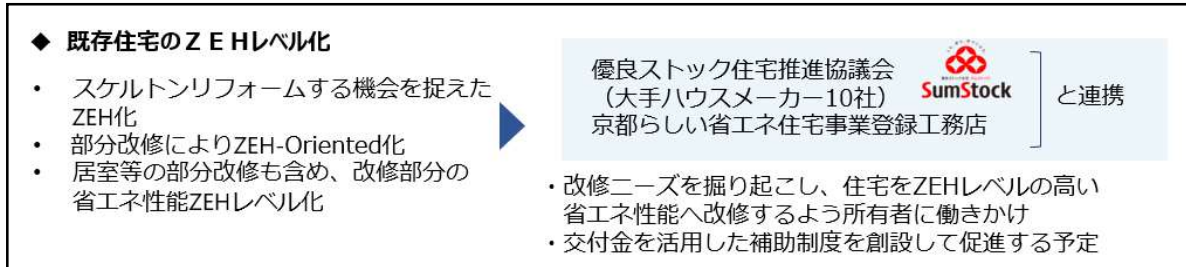 ◆ 既存住宅のＺＥＨレベル化
・ スケルトンリフォームする機会を捉えた
ZEH化
・ 部分改修によりZEH-Oriented化
・ 居室等の部分改修も含め、改修部分の
省エネ性能ZEHレベル化
優良ストック住宅推進協議会
（大手ハウスメーカー10社）
SumStock
京都らしい省エネ住宅事業登録工務店
と連携
・改修ニーズを掘り起こし、住宅をZEHレベルの高い
省エネ性能へ改修するよう所有者に働きかけ
・交付金を活用した補助制度を創設して促進する予定